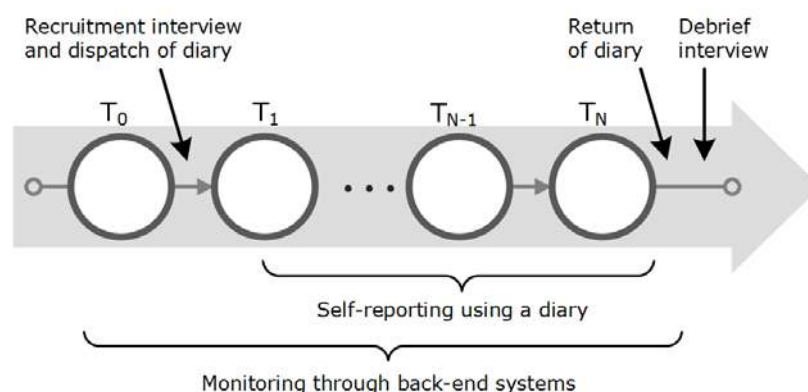 Recruitment interview
and dispatch of diary
Return
of diary
Debrief
interview
T0
T1
TN-1
TN
Self-reporting using a diary
Monitoring through back-end systems